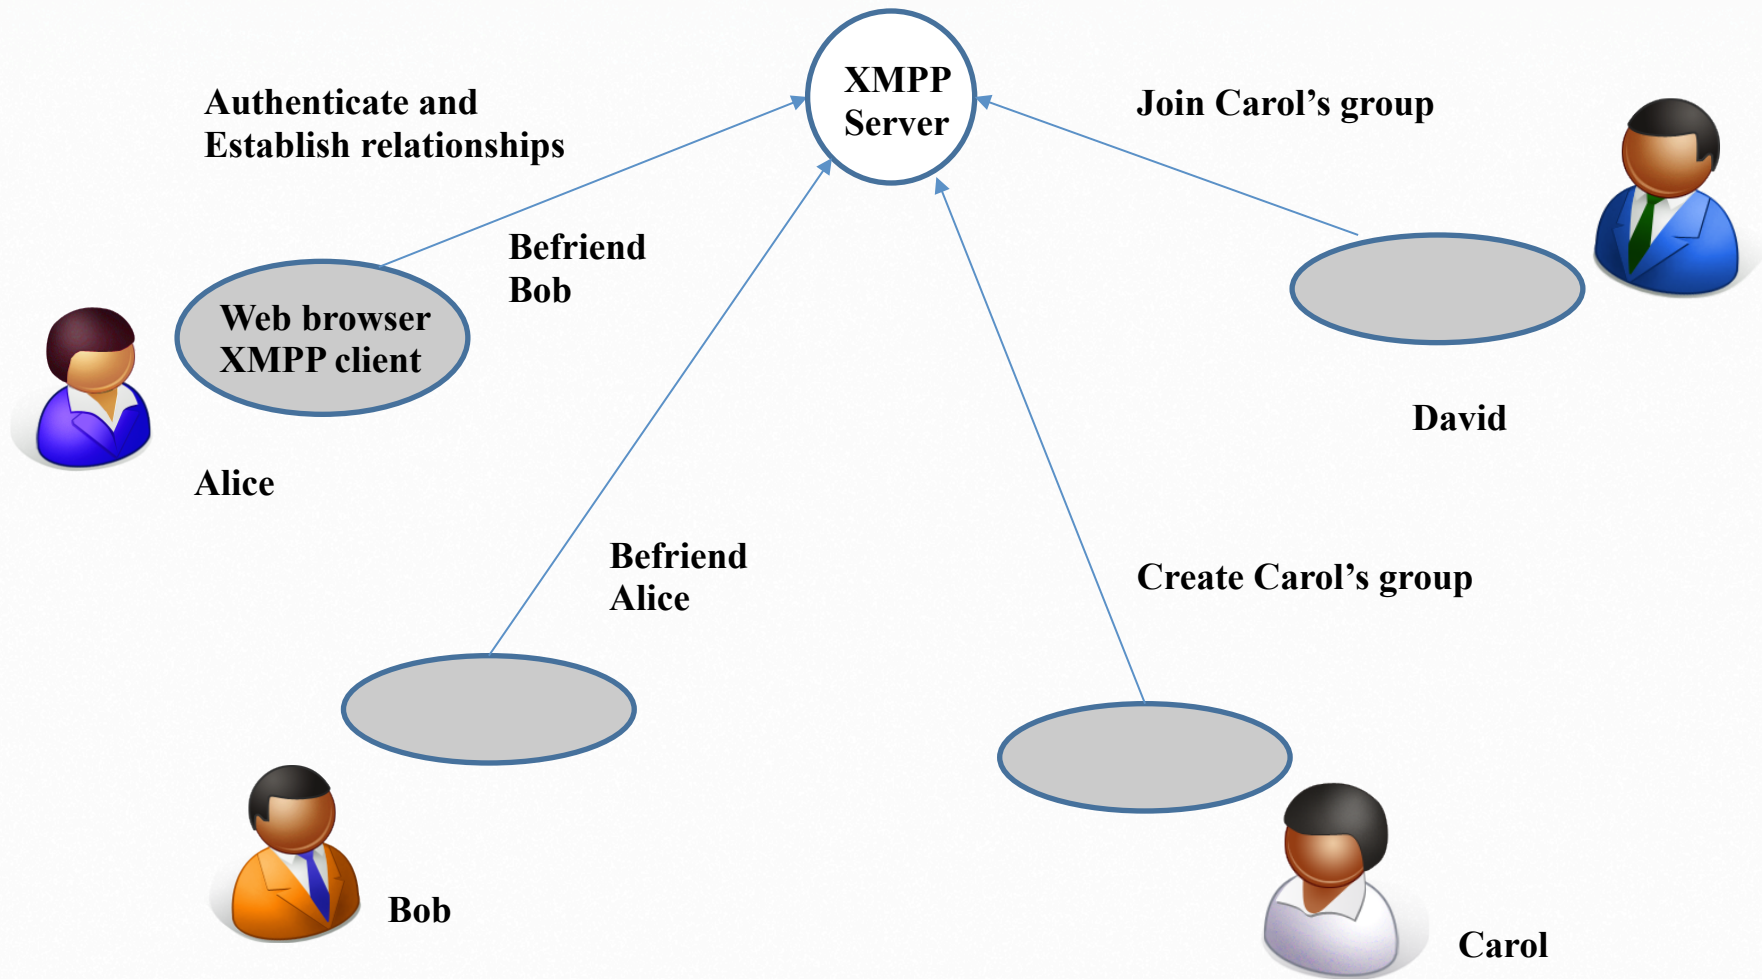 XMPP
Server
Authenticate and
Establish relationships
Join Carol’s group
Befriend
Bob
Web browser
XMPP client
David
Alice
Befriend
Alice
Create Carol’s group
Bob
Carol